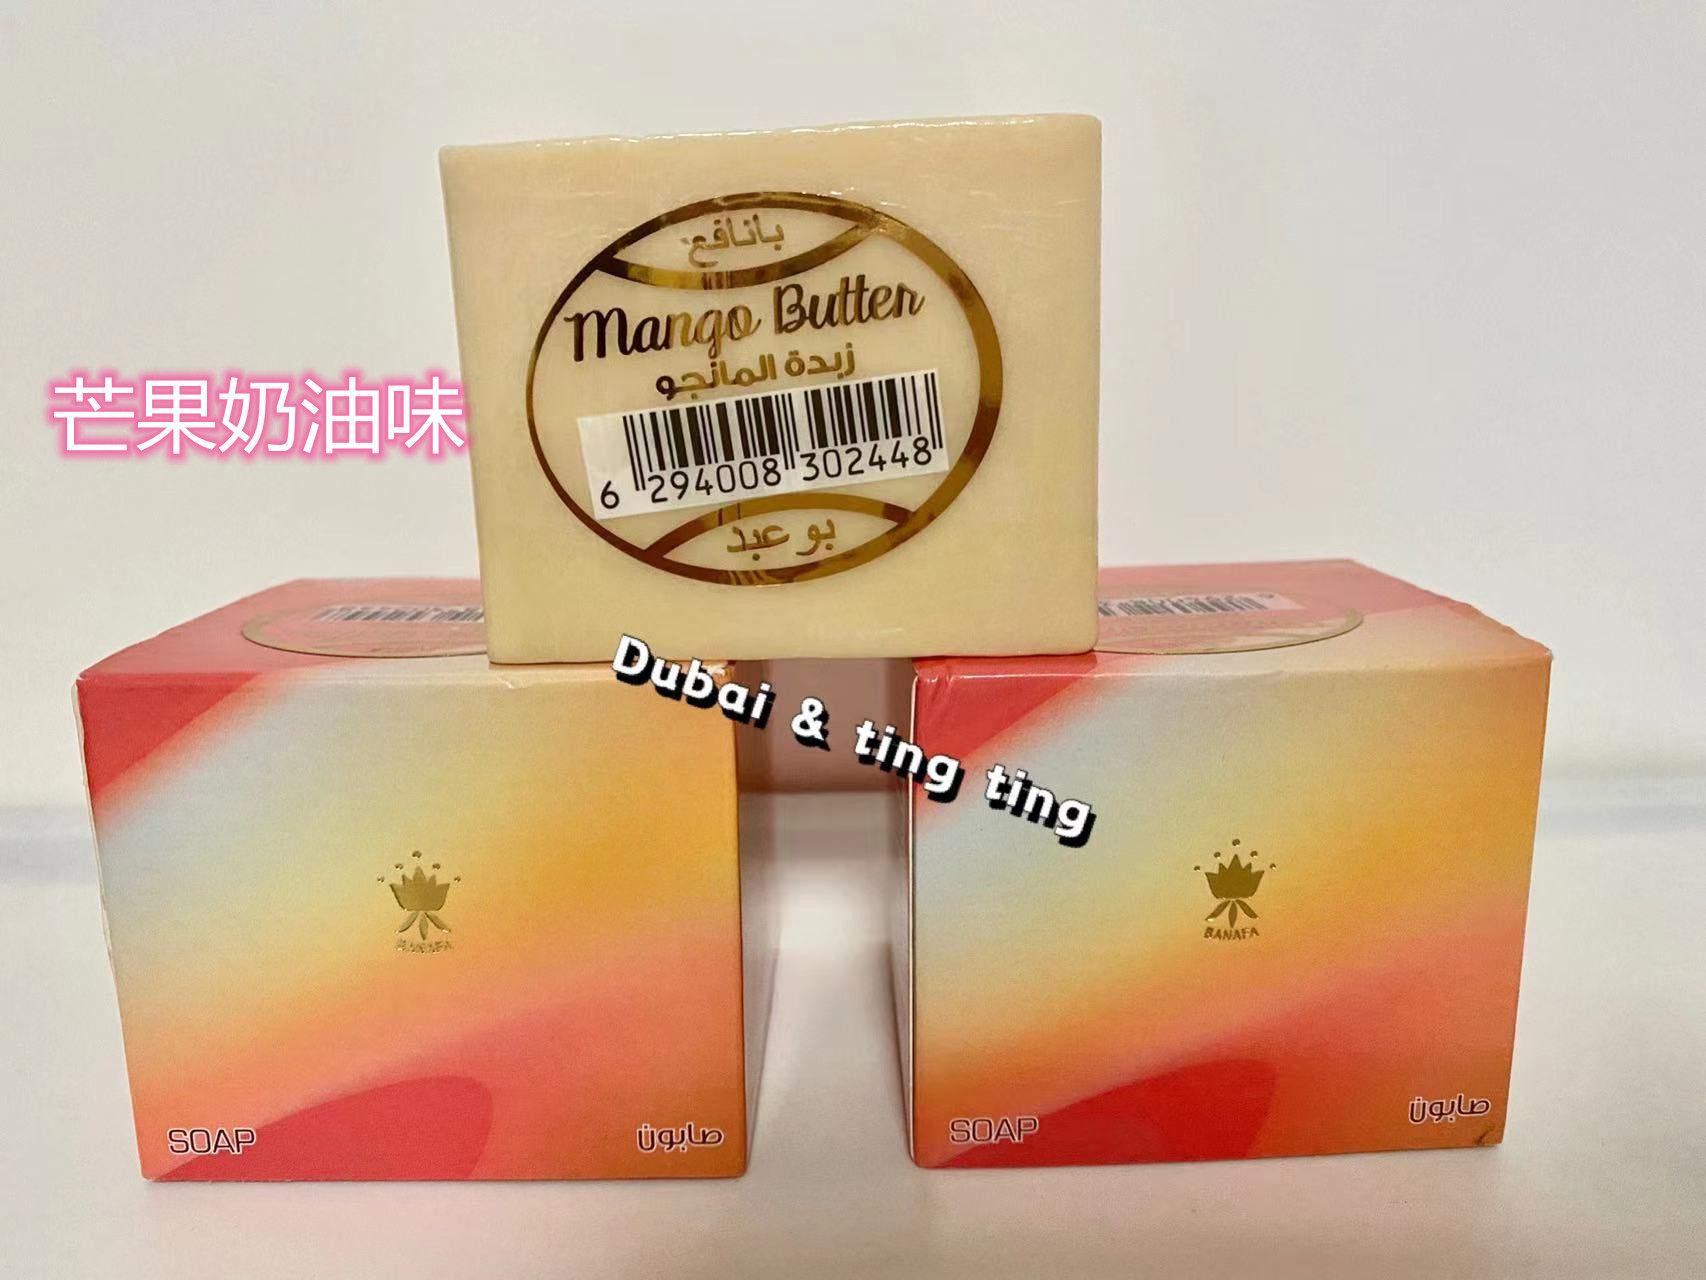 بانافع
Mango Butter
زبدة المانجو
6 294008 302448
بو عبد
芒果奶油味
Dubai & ting ting
BANAFA
SOAP
صابون
BANAFA
SOAP
صابون